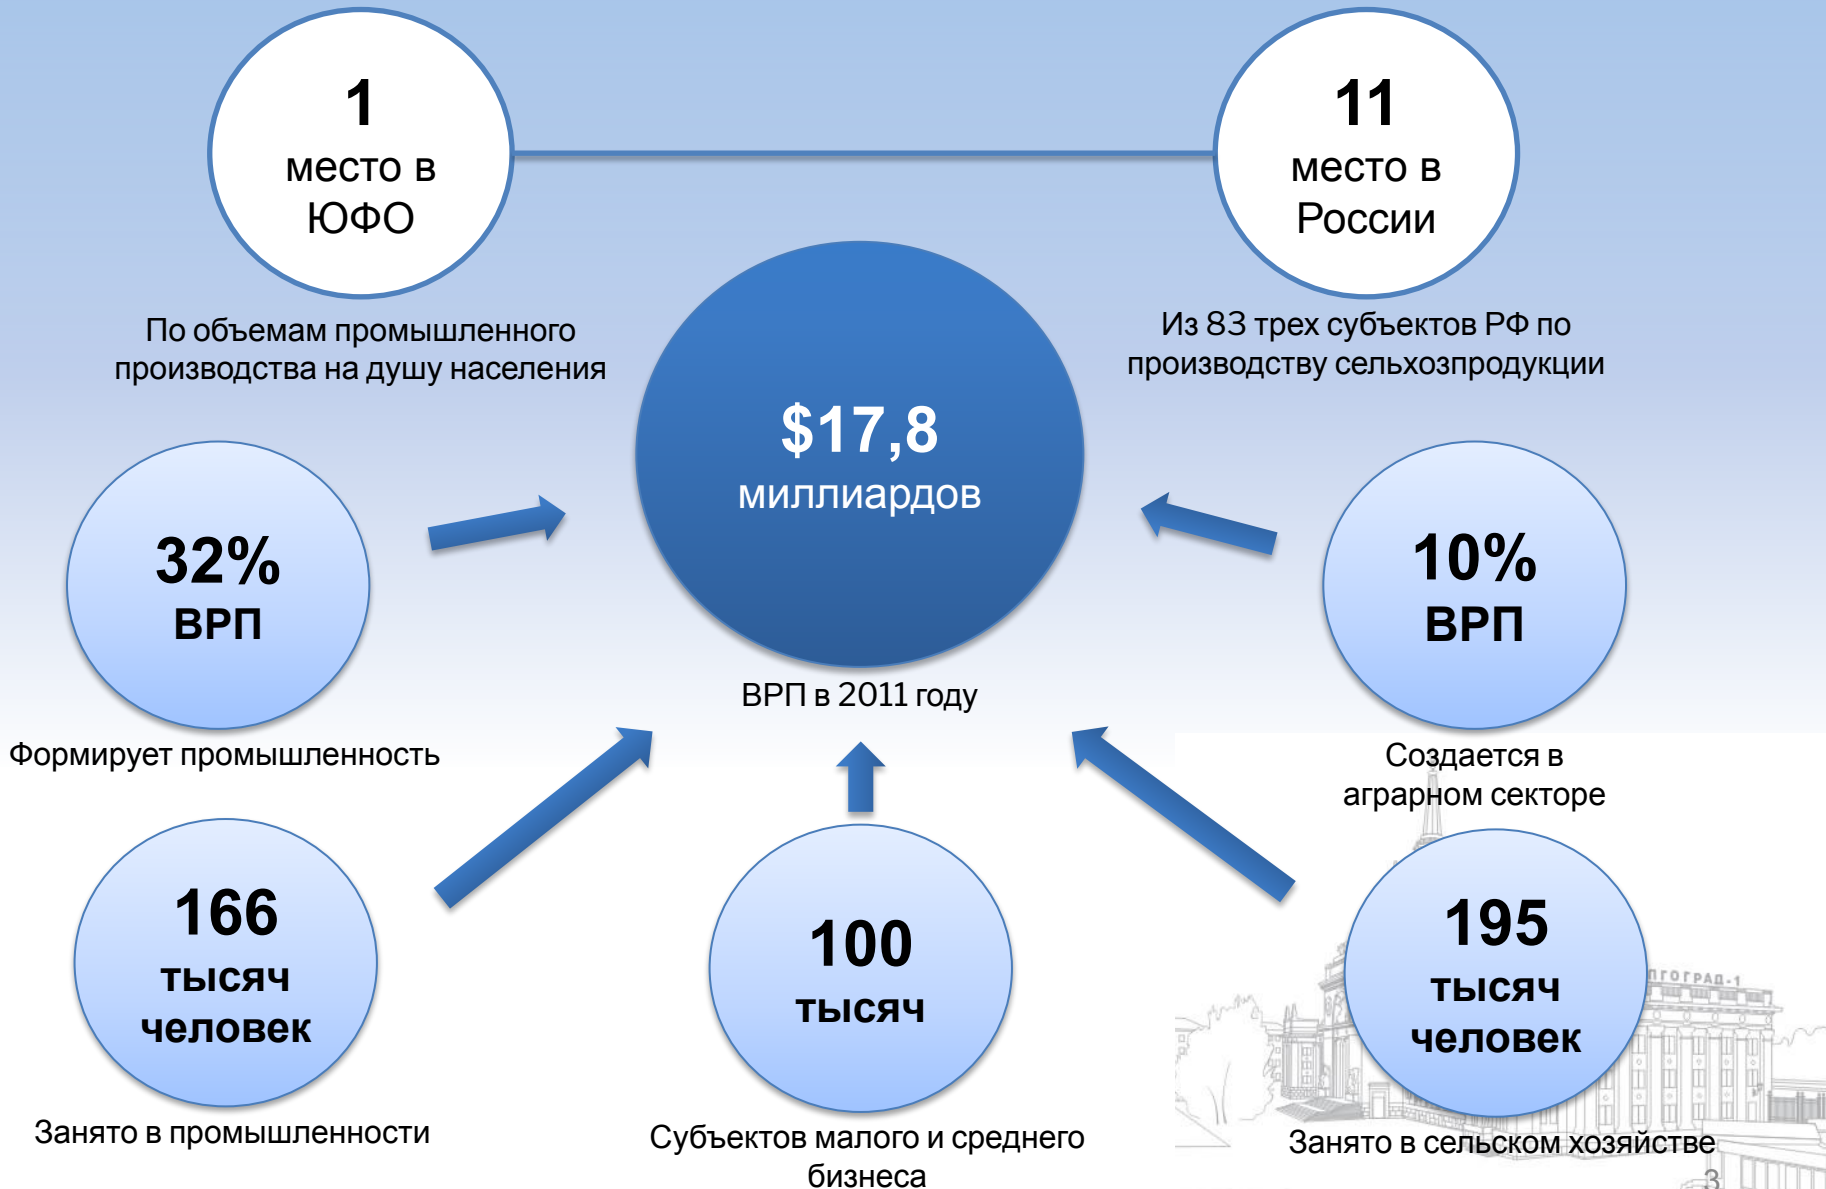 1
место в
ЮФО
11
место в
России
По объемам промышленного
производства на душу населения
Из 83 трех субъектов РФ по
производству сельхозпродукции
$17,8
миллиардов
ВРП в 2011 году
32%
ВРП
Формирует промышленность
10%
ВРП
Создается в
аграрном секторе
166
тысяч
человек
Занято в промышленности
100
тысяч
Субъектов малого и среднего
бизнеса
195
тысяч
человек
Занято в сельском хозяйстве
ЛГОГРАД-1
3